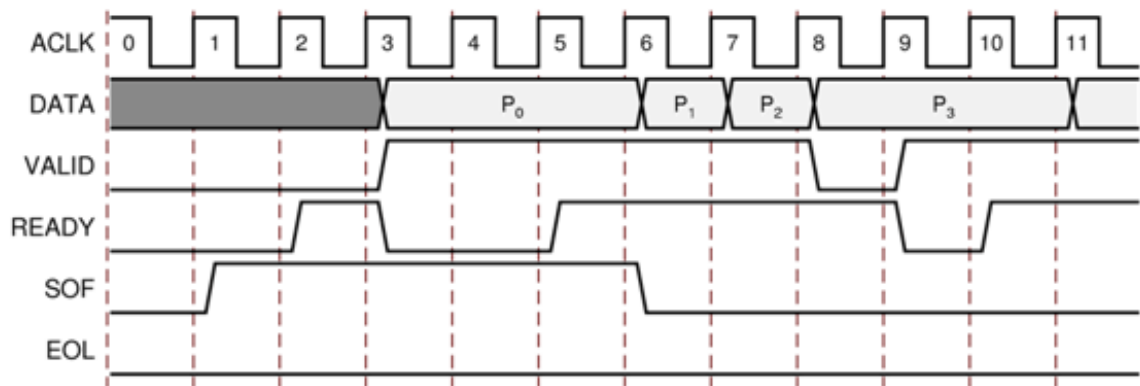 ACLK 0 1 2 3 4 5 6 7 8 9 10 11
DATA P₀ P₁ P₂ P₃
VALID
READY
SOF
EOL